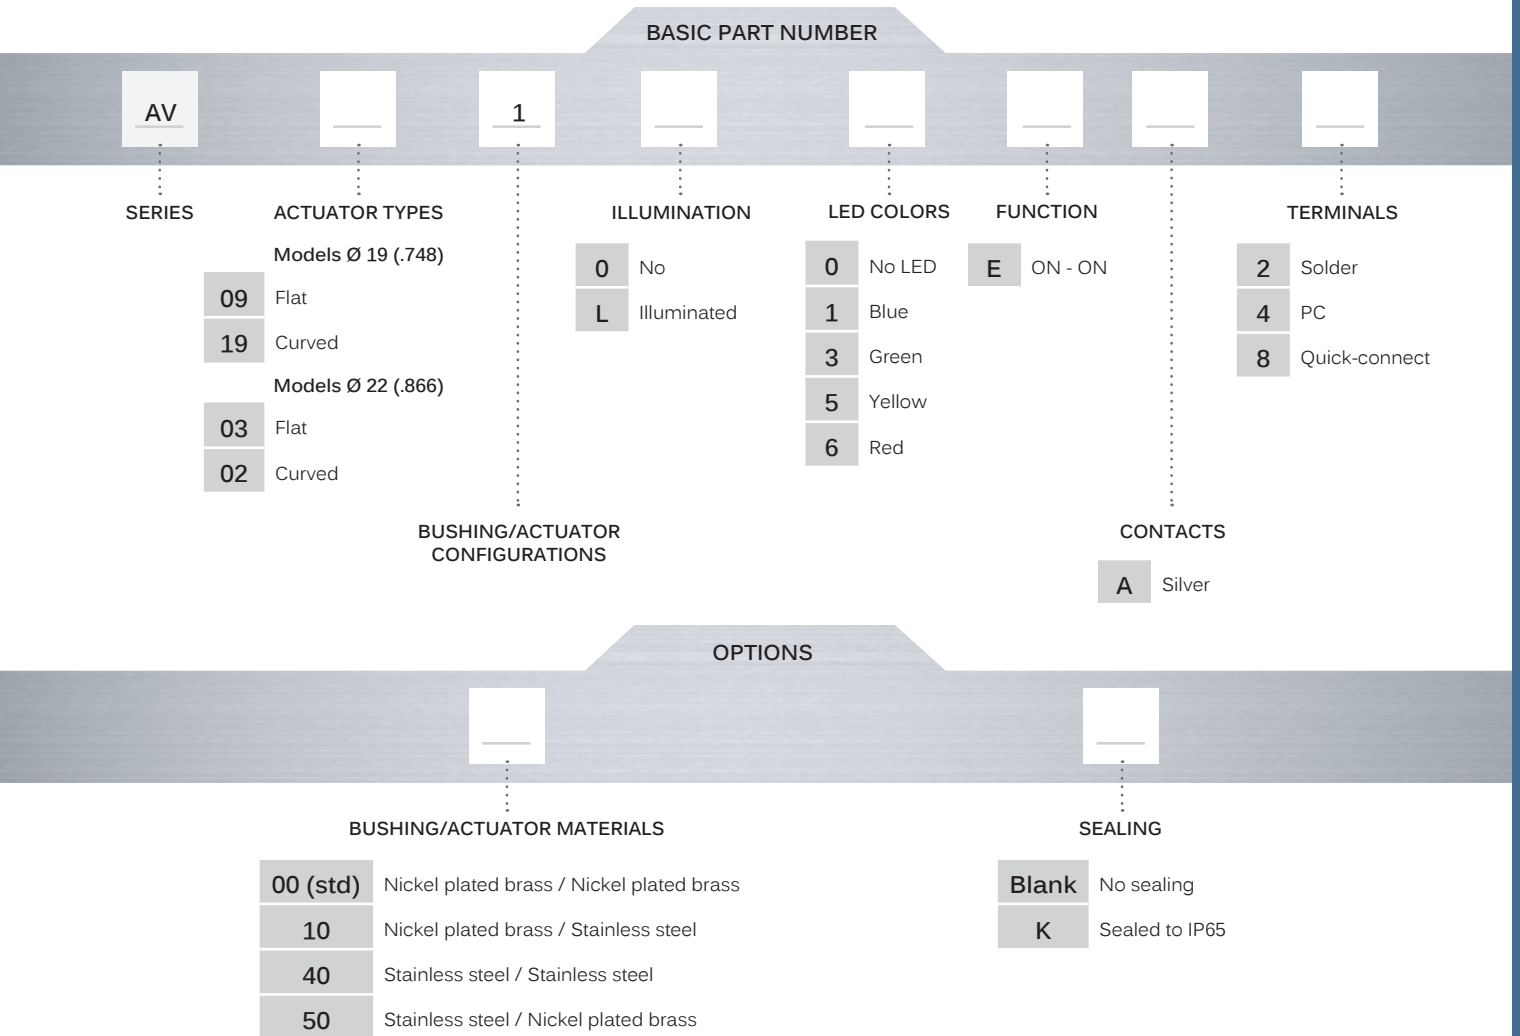 BASIC PART NUMBER
AV
1
SERIES
ACTUATOR TYPES
Models Ø 19 (.748)
09 Flat
19 Curved
Models Ø 22 (.866)
03 Flat
02 Curved
BUSHING/ACTUATOR
CONFIGURATIONS
ILLUMINATION
0 No
L Illuminated
LED COLORS
0 No LED
1 Blue
3 Green
5 Yellow
6 Red
FUNCTION
E ON - ON
CONTACTS
A Silver
TERMINALS
2 Solder
4 PC
8 Quick-connect
OPTIONS
BUSHING/ACTUATOR MATERIALS
00 (std) Nickel plated brass / Nickel plated brass
10 Nickel plated brass / Stainless steel
40 Stainless steel / Stainless steel
50 Stainless steel / Nickel plated brass
SEALING
Blank No sealing
K Sealed to IP65